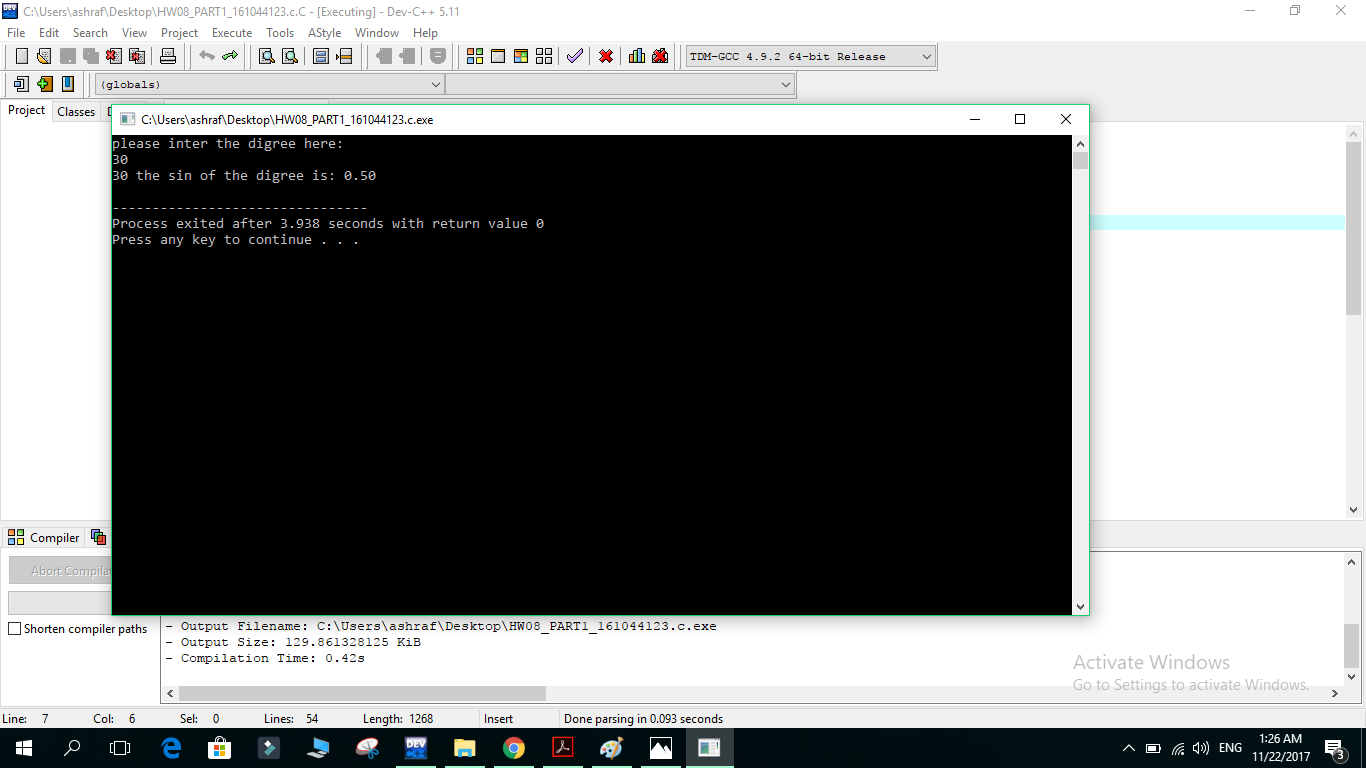 C:\Users\ashraf\Desktop\HW08_PART1_161044123.c.C - [Executing] - Dev-C++ 5.11
File Edit Search View Project Execute Tools AStyle Window Help
TDM-GCC 4.9.2 64-bit Release
(globals)
Project Classes
C:\Users\ashraf\Desktop\HW08_PART1_161044123.c.exe
please inter the digree here:
30
30 the sin of the digree is: 0.50
--------------------------------
Process exited after 3.938 seconds with return value 0
Press any key to continue . . .
Compiler
Abort Compilat
Shorten compiler paths
- Output Filename: C:\Users\ashraf\Desktop\HW08_PART1_161044123.c.exe
- Output Size: 129.861328125 KiB
- Compilation Time: 0.42s
Activate Windows
Go to Settings to activate Windows.
Line: 7 Col: 6 Sel: 0 Lines: 54 Length: 1268 Insert Done parsing in 0.093 seconds
DEV
ENG
1:26 AM
11/22/2017
3